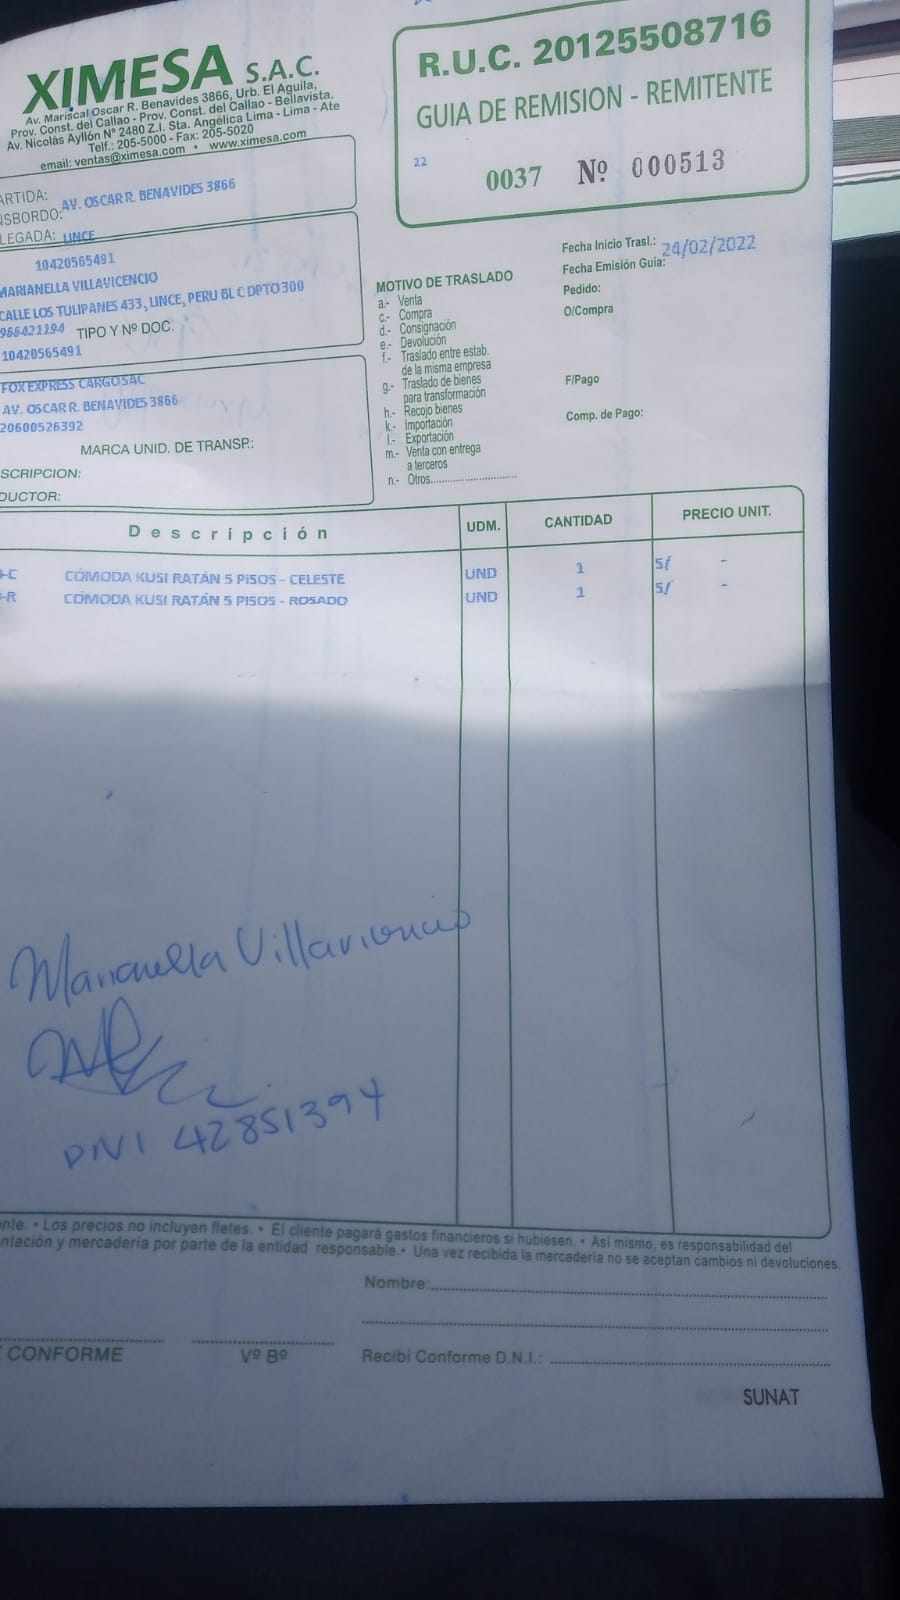 XIMESA S.A.C.
Av. Mariscal Oscar R. Benavides 3866, Urb. El Aguila,
Prov. Const. del Callao - Prov. Const. del Callao - Bellavista.
Av. Nicolás Ayllón Nº 2480 Z.I. Sta. Angélica Lima - Lima - Ate
Telf.: 205-5000 - Fax: 205-5020
email: ventas@ximesa.com • www.ximesa.com
R.U.C. 20125508716
GUIA DE REMISION - REMITENTE
22
0037 Nº 000513
ARTIDA: AV. OSCAR R. BENAVIDES 3866
NSBORDO:
LEGADA: LINCE
10420565491
MARIANELLA VILLAVICENCIO
CALLE LOS TULIPANES 433, LINCE, PERU BL C DPTO 300
966421194 TIPO Y Nº DOC.
10420565491
FOX EXPRESS CARGO SAC
AV. OSCAR R. BENAVIDES 3866
20600526392
MARCA UNID. DE TRANSP.:
SCRIPCION:
DUCTOR:
MOTIVO DE TRASLADO
a.- Venta
c.- Compra
d.- Consignación
e.- Devolución
f.- Traslado entre estab.
de la misma empresa
g.- Traslado de bienes
para transformación
h.- Recojo bienes
k.- Importación
l.- Exportación
m.- Venta con entrega
a terceros
n.- Otros
Fecha Inicio Trasl.: 24/02/2022
Fecha Emisión Guia:
Pedido:
O/Compra
F/Pago
Comp. de Pago:
Descripción UDM. CANTIDAD PRECIO UNIT.
-C COMODA KUSI RATÁN 5 PISOS - CELESTE UND 1 S/ -
-R COMODA KUSI RATÁN 5 PISOS - ROSADO UND 1 S/ -
Marianella Villavicencio
DNI 42851394
nte. • Los precios no incluyen fletes. • El cliente pagará gastos financieros si hubiesen. • Asi mismo, es responsabilidad del
ntación y mercadería por parte de la entidad responsable. • Una vez recibida la mercadería no se aceptan cambios ni devoluciones.
Nombre:
CONFORME Vº Bº Recibí Conforme D.N.I.:
SUNAT